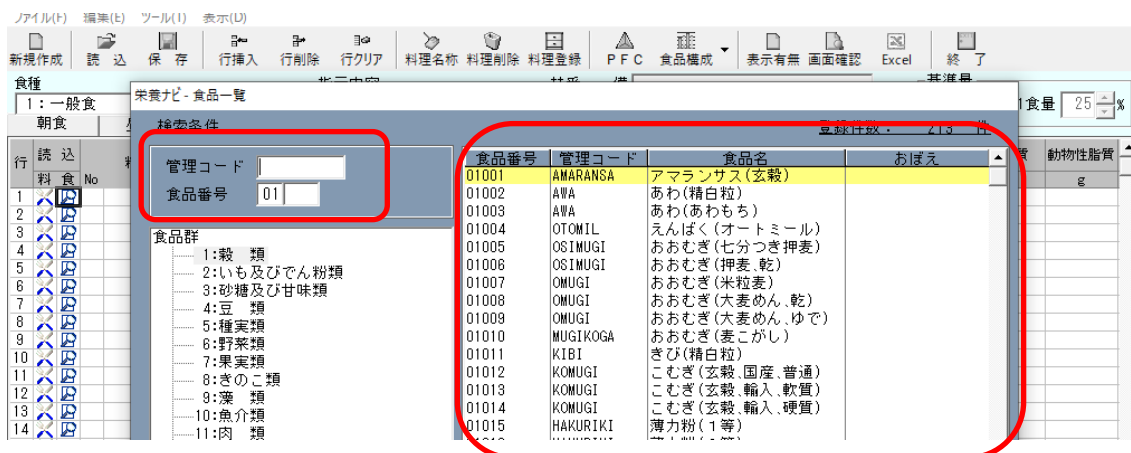 ファイル(F) 編集(E) ツール(T) 表示(D)
新規作成 読 込 保 存 行挿入 行削除 行クリア 料理名称 料理削除 料理登録 ＰＦＣ 食品構成 表示有無 画面確認 Excel 終 了
食種
1：一般食
朝食
1食量 25 %
栄養ナビ - 食品一覧
検索条件 登録件数： 213 件
管理コード
食品番号 01
食品群
1:穀 類
2:いも及びでん粉類
3:砂糖及び甘味類
4:豆 類
5:種実類
6:野菜類
7:果実類
8:きのこ類
9:藻 類
10:魚介類
11:肉 類
食品番号 管理コード 食品名 おぼえ
01001 AMARANSA アマランサス(玄穀)
01002 AWA あわ(精白粒)
01003 AWA あわ(あわもち)
01004 OTOMIL えんばく(オートミール)
01005 OSIMUGI おおむぎ(七分つき押麦)
01006 OSIMUGI おおむぎ(押麦､乾)
01007 OMUGI おおむぎ(米粒麦)
01008 OMUGI おおむぎ(大麦めん､乾)
01009 OMUGI おおむぎ(大麦めん､ゆで)
01010 MUGIKOGA おおむぎ(麦こがし)
01011 KIBI きび(精白粒)
01012 KOMUGI こむぎ(玄穀､国産､普通)
01013 KOMUGI こむぎ(玄穀､輸入､軟質)
01014 KOMUGI こむぎ(玄穀､輸入､硬質)
01015 HAKURIKI 薄力粉(１等)
行 読 込
料 食 No
動物性脂質
g
1
2
3
4
5
6
7
8
9
10
11
12
13
14